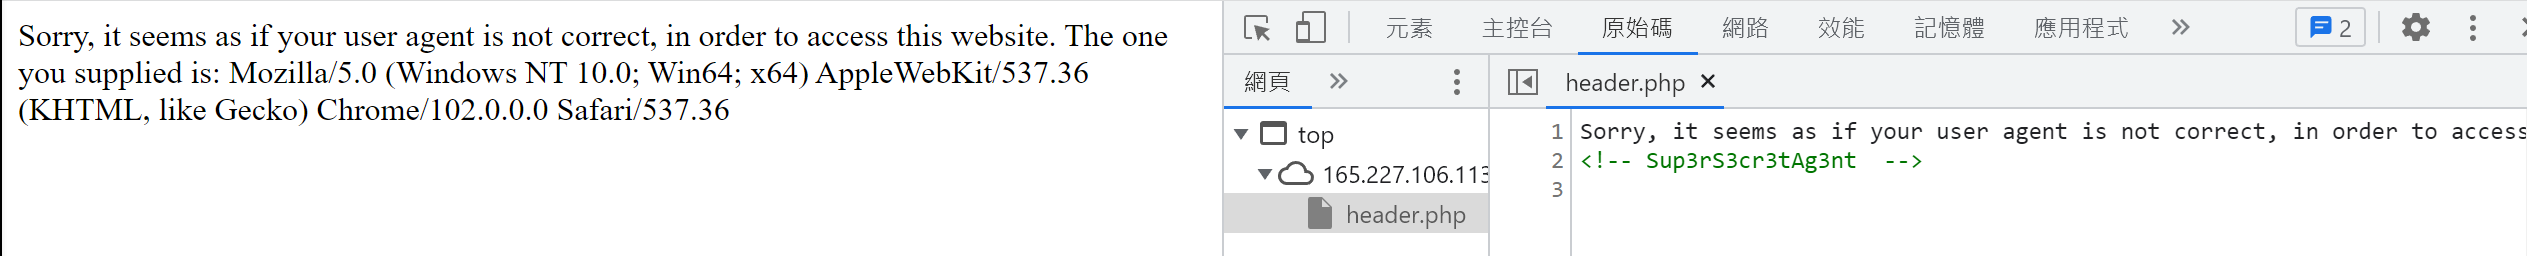 Sorry, it seems as if your user agent is not correct, in order to access this website. The one
you supplied is: Mozilla/5.0 (Windows NT 10.0; Win64; x64) AppleWebKit/537.36
(KHTML, like Gecko) Chrome/102.0.0.0 Safari/537.36
元素 主控台 原始碼 網路 效能 記憶體 應用程式 2
網頁
top
165.227.106.113
header.php
header.php
1 Sorry, it seems as if your user agent is not correct, in order to access
2 <!-- Sup3rS3cr3tAg3nt  -->
3